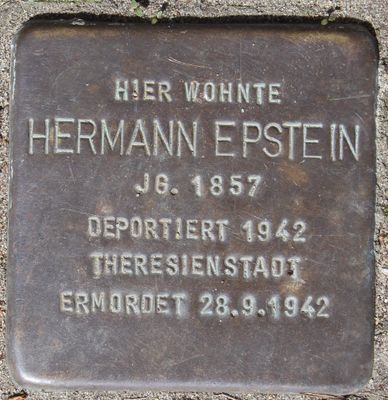 HIER WOHNTE
HERMANN EPSTEIN
JG. 1857
DEPORTIERT 1942
THERESIENSTADT
ERMORDET 28.9.1942